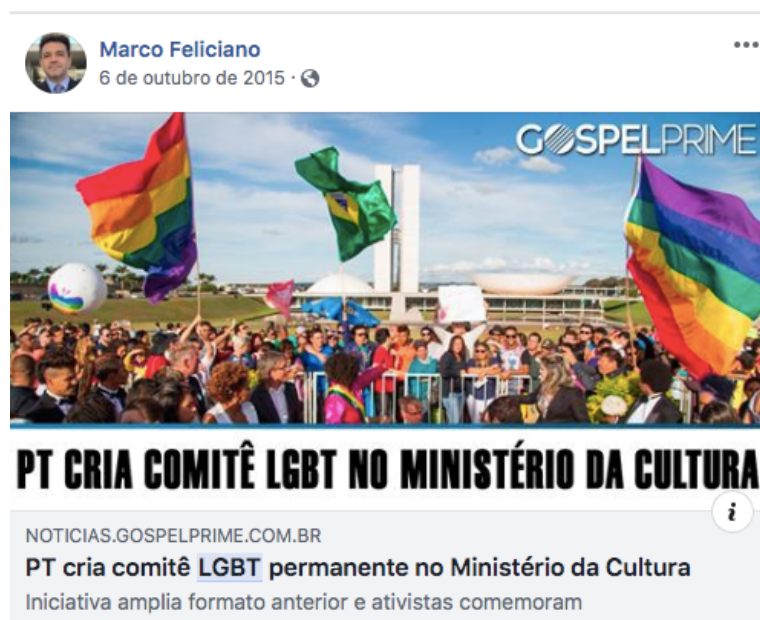 Marco Feliciano
6 de outubro de 2015 ·
GOSPELPRIME
PT CRIA COMITÊ LGBT NO MINISTÉRIO DA CULTURA
i
NOTICIAS.GOSPELPRIME.COM.BR
PT cria comitê LGBT permanente no Ministério da Cultura
Iniciativa amplia formato anterior e ativistas comemoram